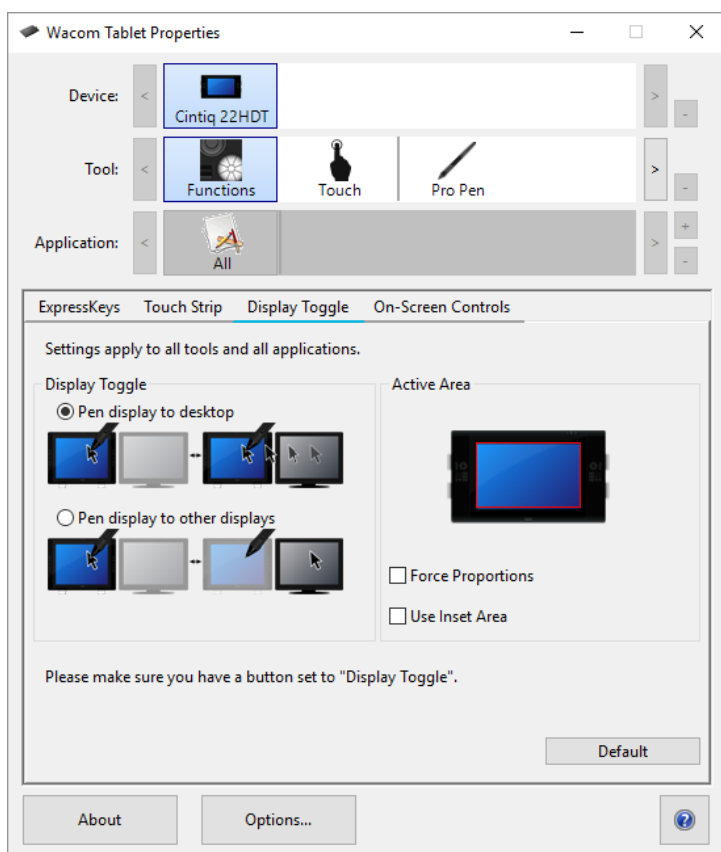 Wacom Tablet Properties
Device:
Cintiq 22HDT
Tool:
Functions
Touch
Pro Pen
Application:
All
ExpressKeys
Touch Strip
Display Toggle
On-Screen Controls
Settings apply to all tools and all applications.
Display Toggle
Pen display to desktop
Pen display to other displays
Active Area
Force Proportions
Use Inset Area
Please make sure you have a button set to "Display Toggle".
Default
About
Options...